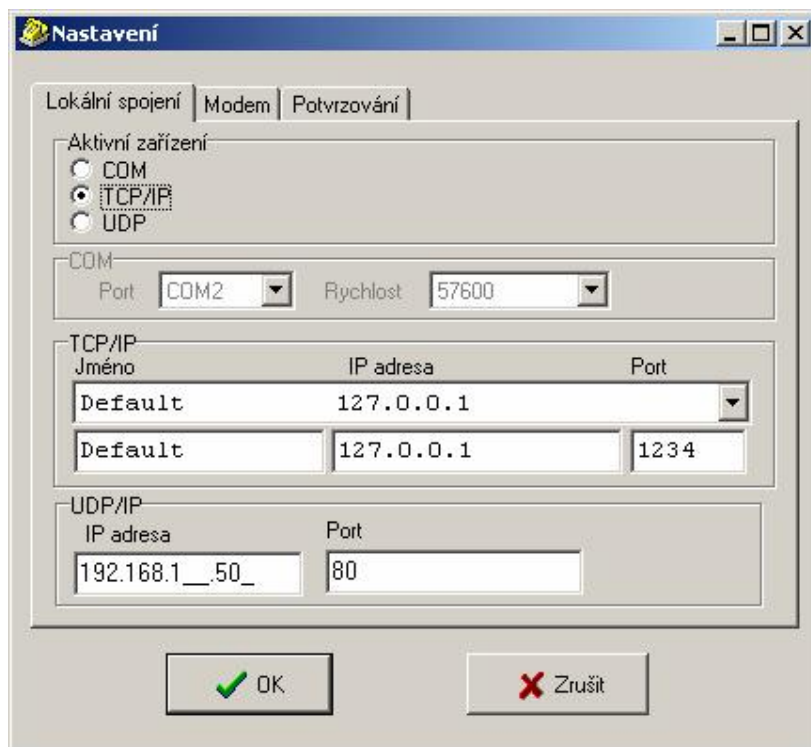 Nastavení
Lokální spojení Modem Potvrzování
Aktivní zařízení
COM
TCP/IP
UDP
COM
Port COM2 Rychlost 57600
TCP/IP
Jméno IP adresa Port
Default 127.0.0.1
Default 127.0.0.1 1234
UDP/IP
IP adresa Port
192.168.1__.50_ 80
OK Zrušit